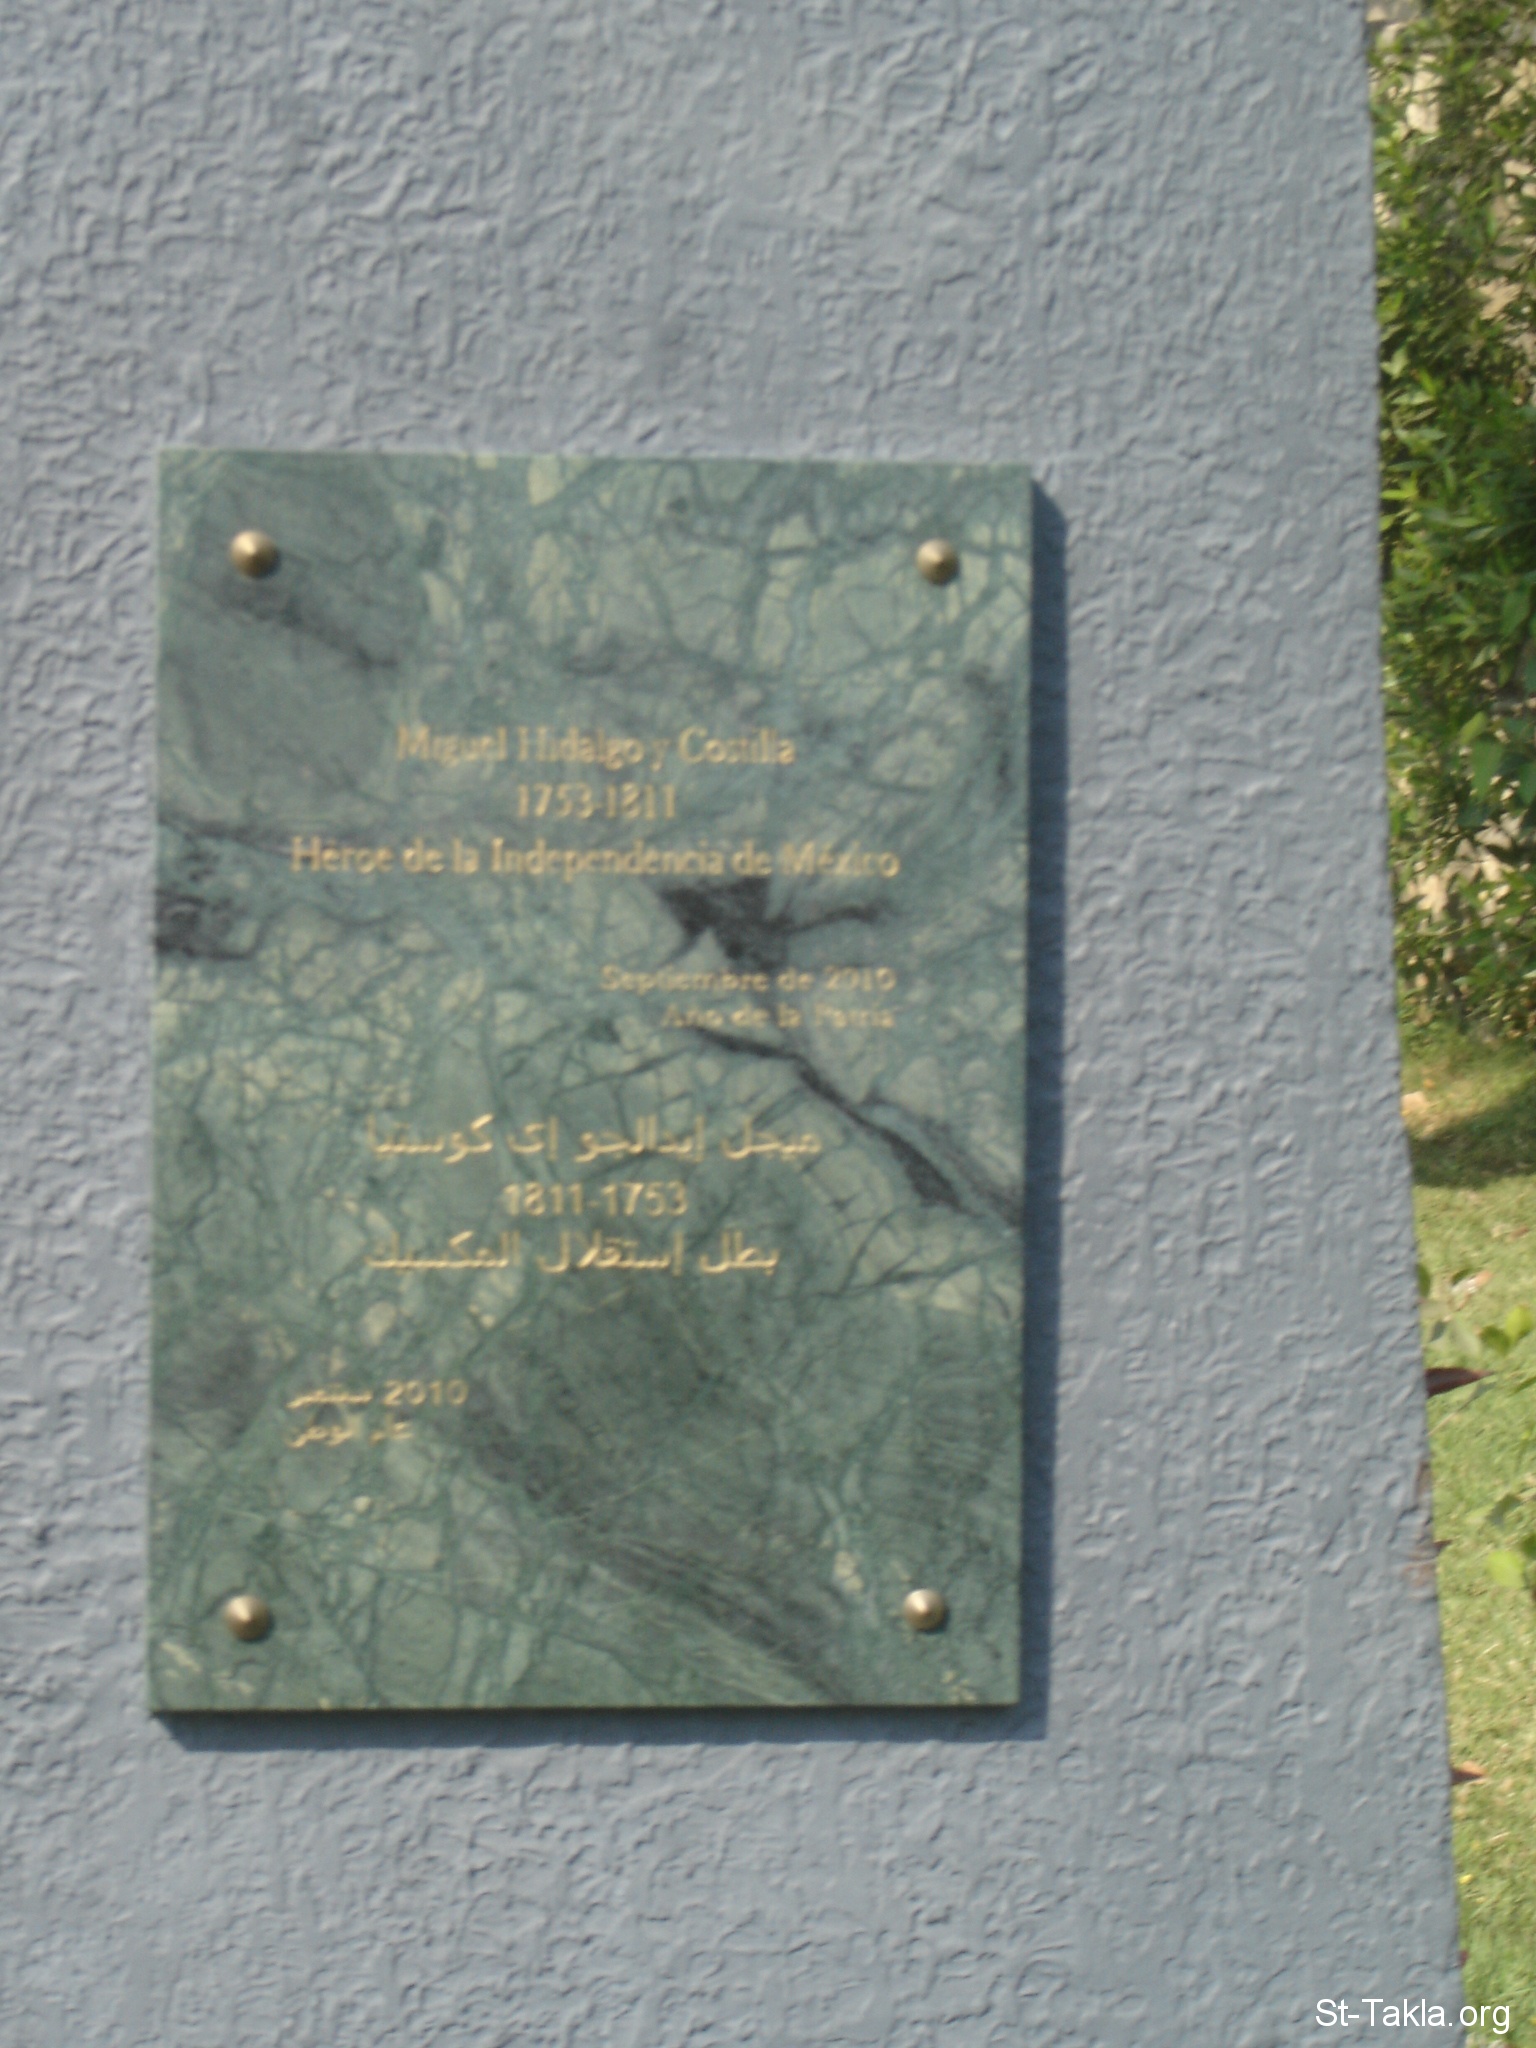 Miguel Hidalgo y Costilla
1753-1811
Héroe de la Independencia de México
Septiembre de 2010
Año de la Patria
ميجل إيدالجو إى كوستيا
1811-1753
بطل إستقلال المكسيك
2010 سبتمبر
عام الوطن
St-Takla.org